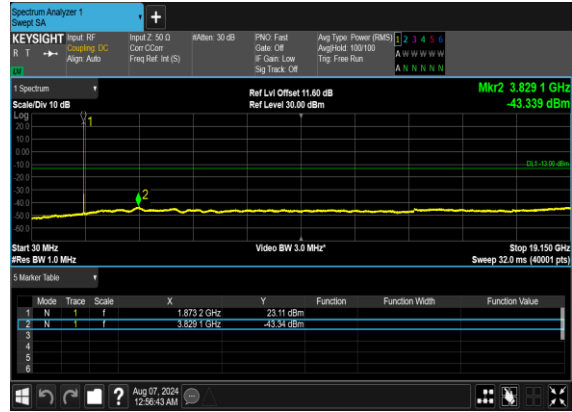 Spectrum Analyzer 1
Swept SA
+
KEYSIGHT Input: RF Input Z: 50 Ω #Atten: 30 dB PNO: Fast Avg Type: Power (RMS) 1 2 3 4 5 6
R T Coupling: DC Corr CCorr Gate: Off Avg|Hold: 100/100 A W W W W W
Align: Auto Freq Ref: Int (S) IF Gain: Low Trig: Free Run
Sig Track: Off A N N N N N
1 Spectrum Ref Lvl Offset 11.60 dB Mkr2 3.829 1 GHz
Scale/Div 10 dB Ref Level 30.00 dBm -43.339 dBm
Log
1
20.0
10.0
0.00
-10.0
DL1 -13.00 dBm
-20.0
-30.0
2
-40.0
-50.0
-60.0
Start 30 MHz Video BW 3.0 MHz* Stop 19.150 GHz
#Res BW 1.0 MHz Sweep 32.0 ms (40001 pts)
5 Marker Table
Mode Trace Scale X Y Function Function Width Function Value
1 N 1 f 1.873 2 GHz 23.11 dBm
2 N 1 f 3.829 1 GHz -43.34 dBm
3
4
5
6
? Aug 07, 2024
12:56:43 AM